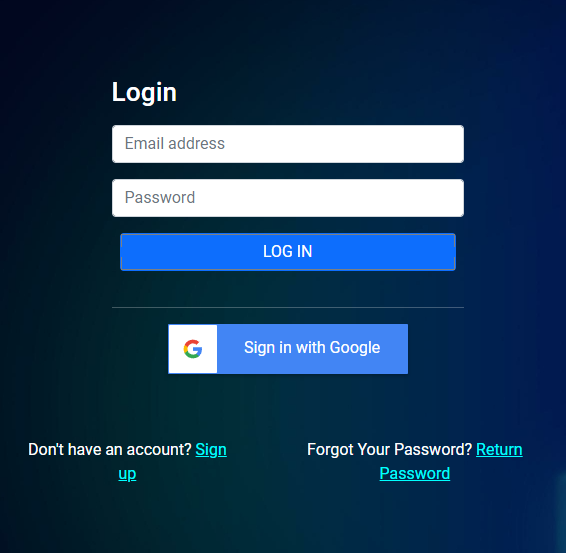 Login
Email address
Password
LOG IN
Sign in with Google
Don't have an account? Sign
up
Forgot Your Password? Return
Password